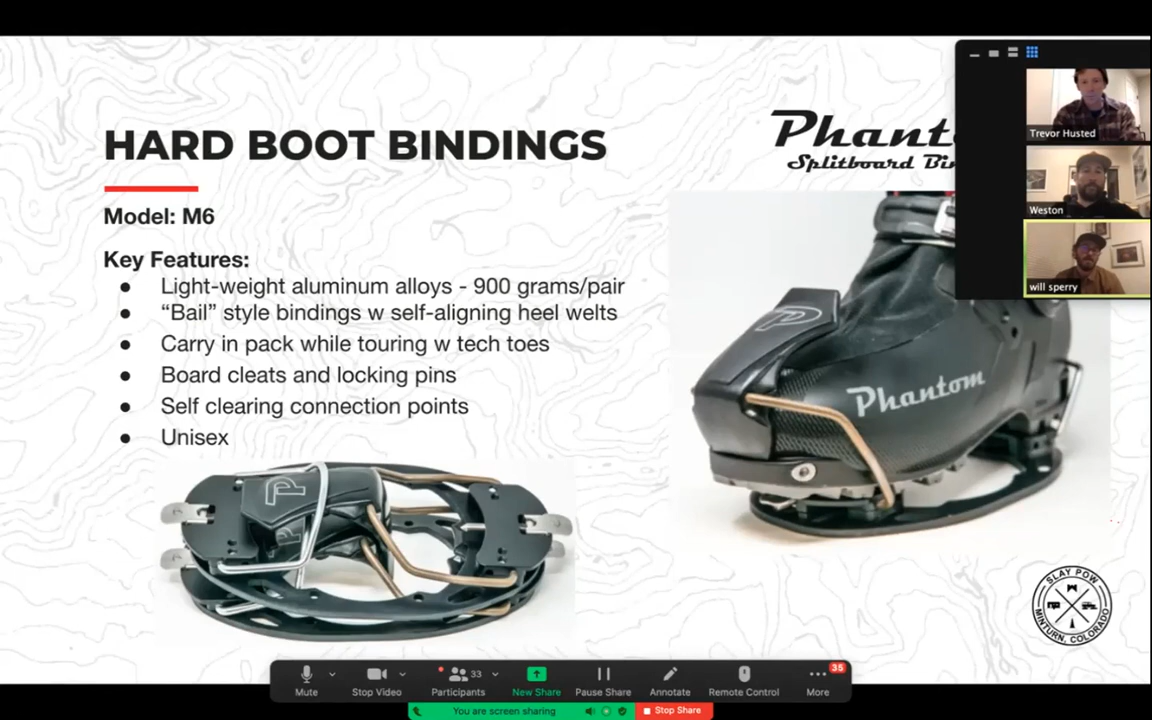 HARD BOOT BINDINGS
Model: M6
Key Features:
● Light-weight aluminum alloys - 900 grams/pair
● “Bail” style bindings w self-aligning heel welts
● Carry in pack while touring w tech toes
● Board cleats and locking pins
● Self clearing connection points
● Unisex
Phant
Splitboard Bin
Trevor Husted
Weston
will sperry
Phantom
SLAY POW
MINTURN, COLORADO
Mute
Stop Video
33
Participants
New Share
Pause Share
Annotate
Remote Control
35
More
You are screen sharing
Stop Share